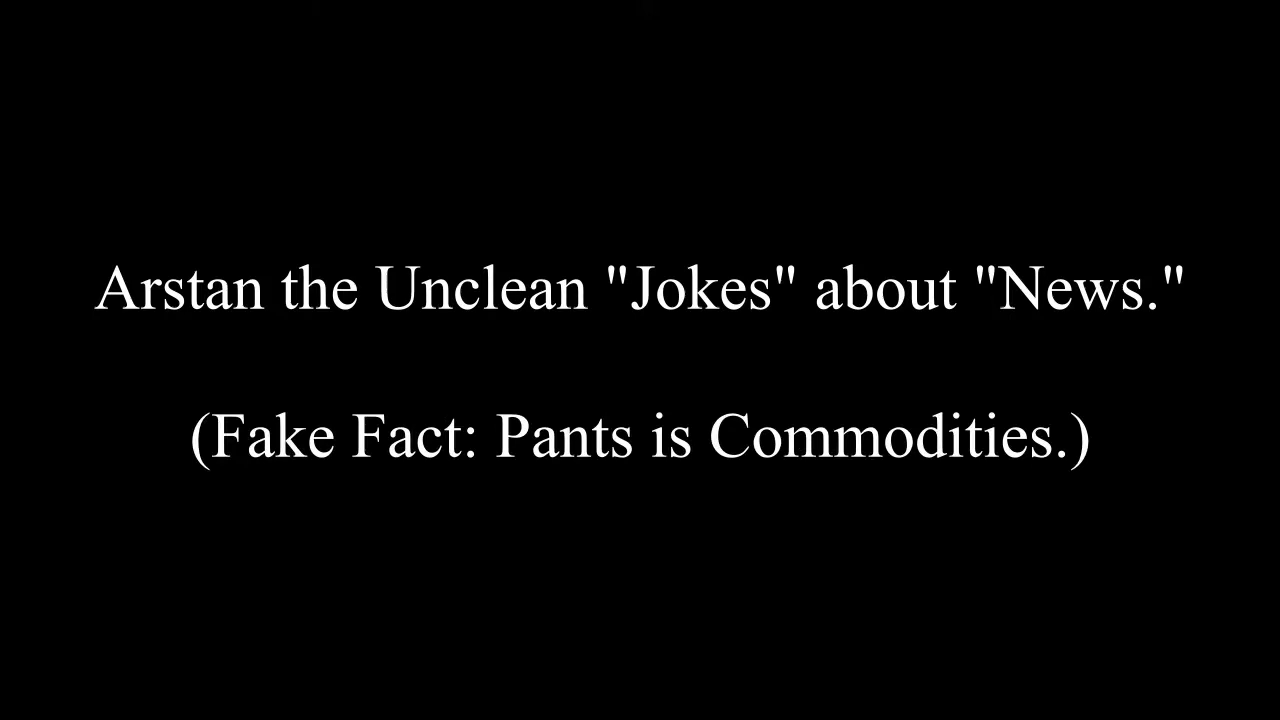 Arstan the Unclean "Jokes" about "News."
(Fake Fact: Pants is Commodities.)